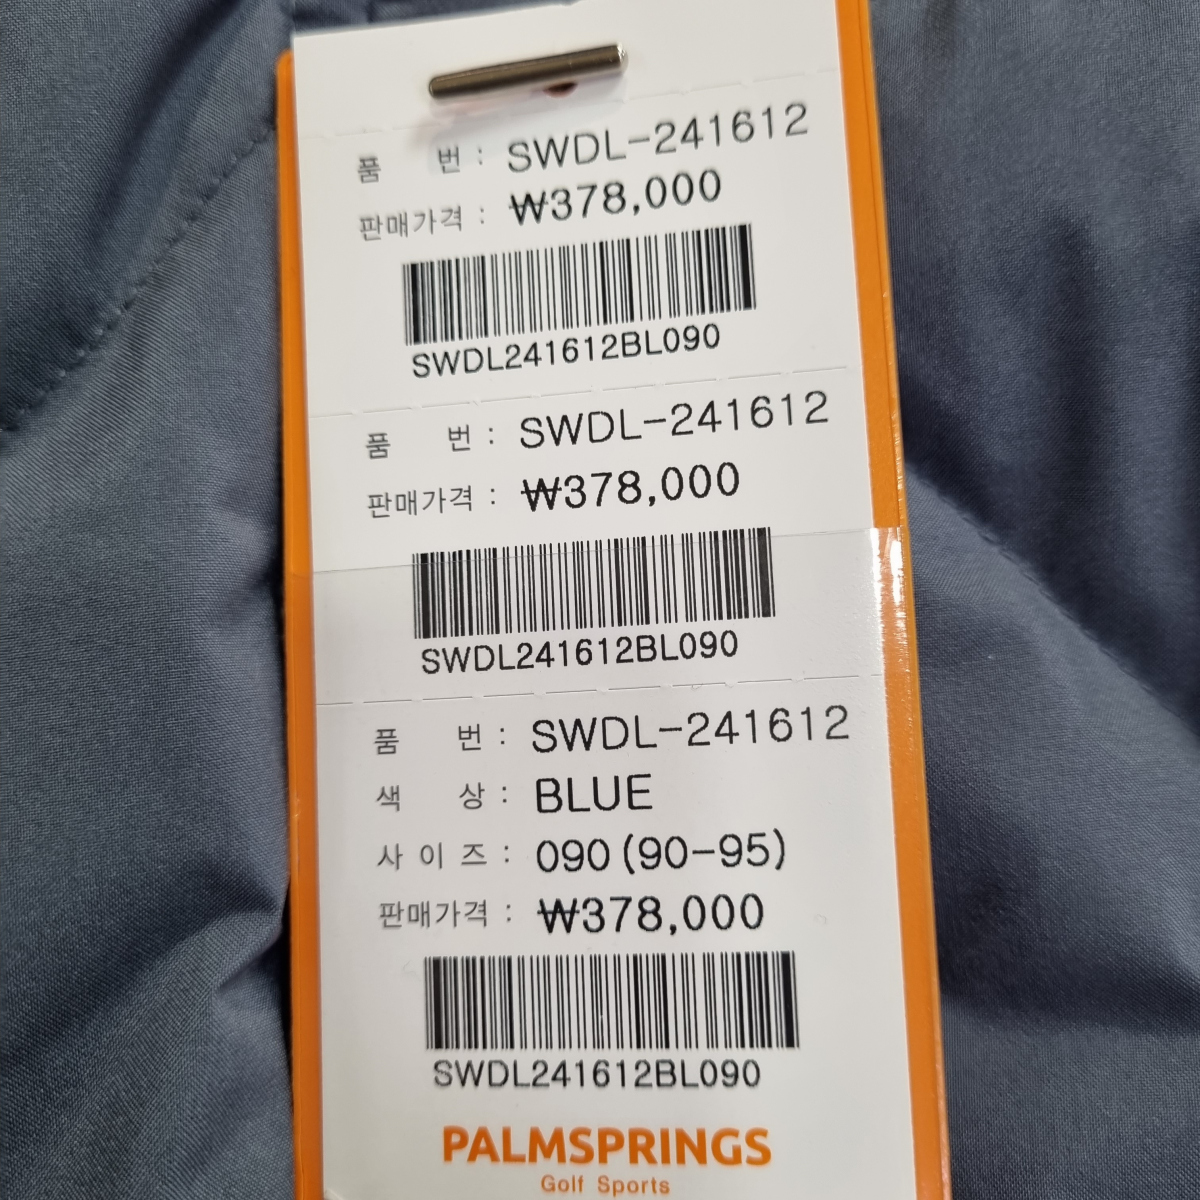 품 번 : SWDL-241612
판매가격 : ₩378,000
SWDL241612BL090
품 번 : SWDL-241612
판매가격 : ₩378,000
SWDL241612BL090
품 번 : SWDL-241612
색 상 : BLUE
사 이 즈 : 090 (90-95)
판매가격 : ₩378,000
SWDL241612BL090
PALMSPRINGS
Golf Sports